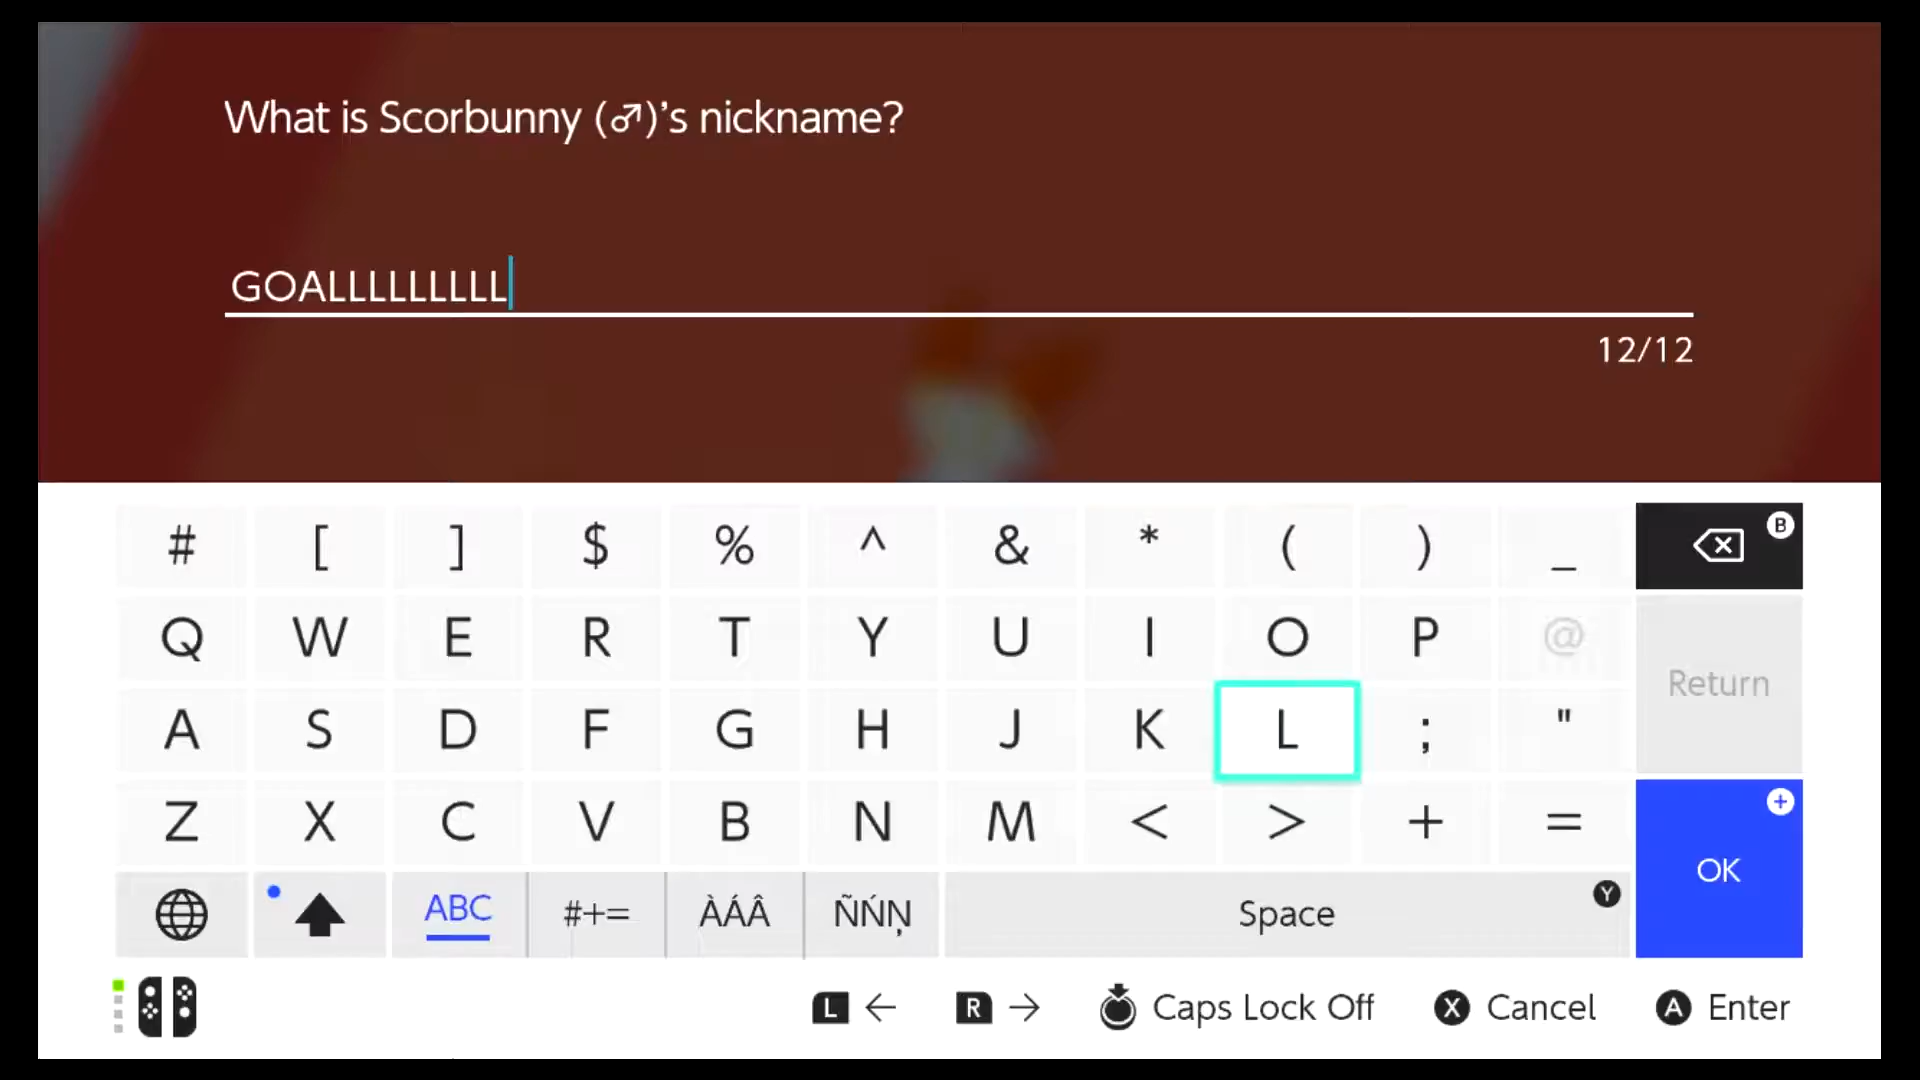 What is Scorbunny (♂)'s nickname?
GOALLLLLLLLL
12/12
# [ ] $ % ^ & * ( ) _ B
Q W E R T Y U I O P @ Return
A S D F G H J K L ; "
Z X C V B N M < > + = + OK
ABC #+= ÀÁÂ ÑŃŅ Space Y
L ← R → Caps Lock Off X Cancel A Enter